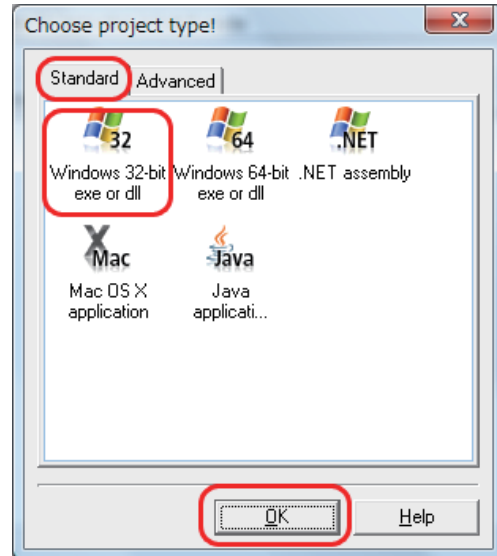 Choose project type!
Standard Advanced
32 64 .NET
Windows 32-bit Windows 64-bit .NET assembly
exe or dll exe or dll
Mac Java
Mac OS X Java
application applicati...
OK Help